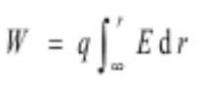 W = q ∫_∞^r E dr